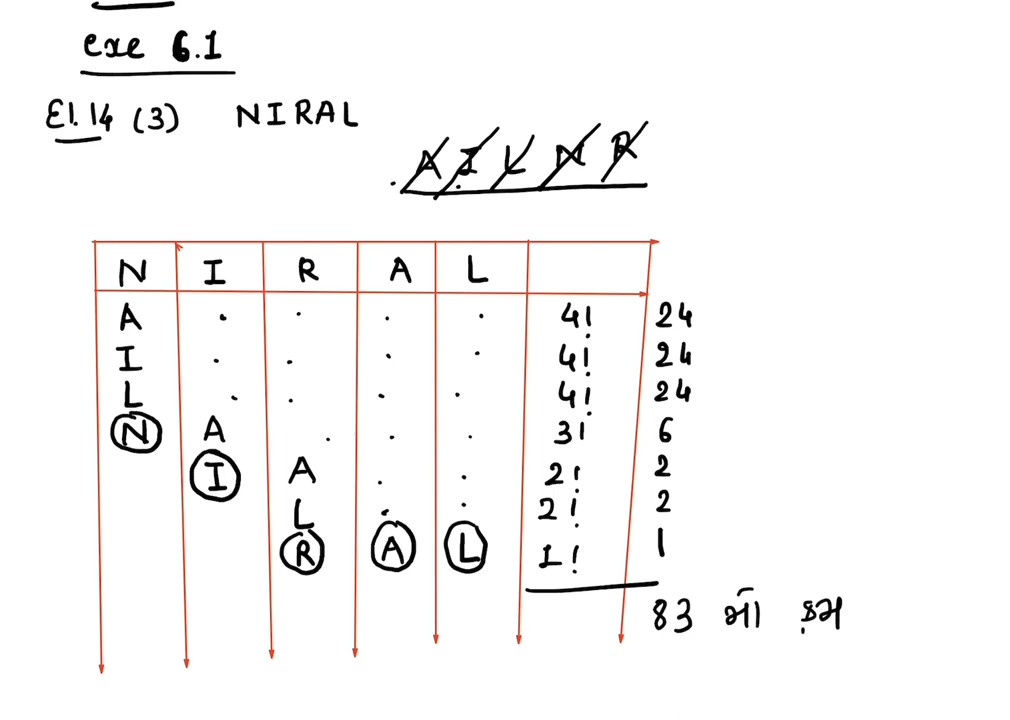 exe 6.1
દા.14 (3) NIRAL
A I L N R
N I R A L
A . . . . 4! 24
I . . . . 4! 24
L . . . . 4! 24
N A . . . 3! 6
I A . . 2! 2
L . . 2! 2
R A L 1! 1
83 માં ક્રમ